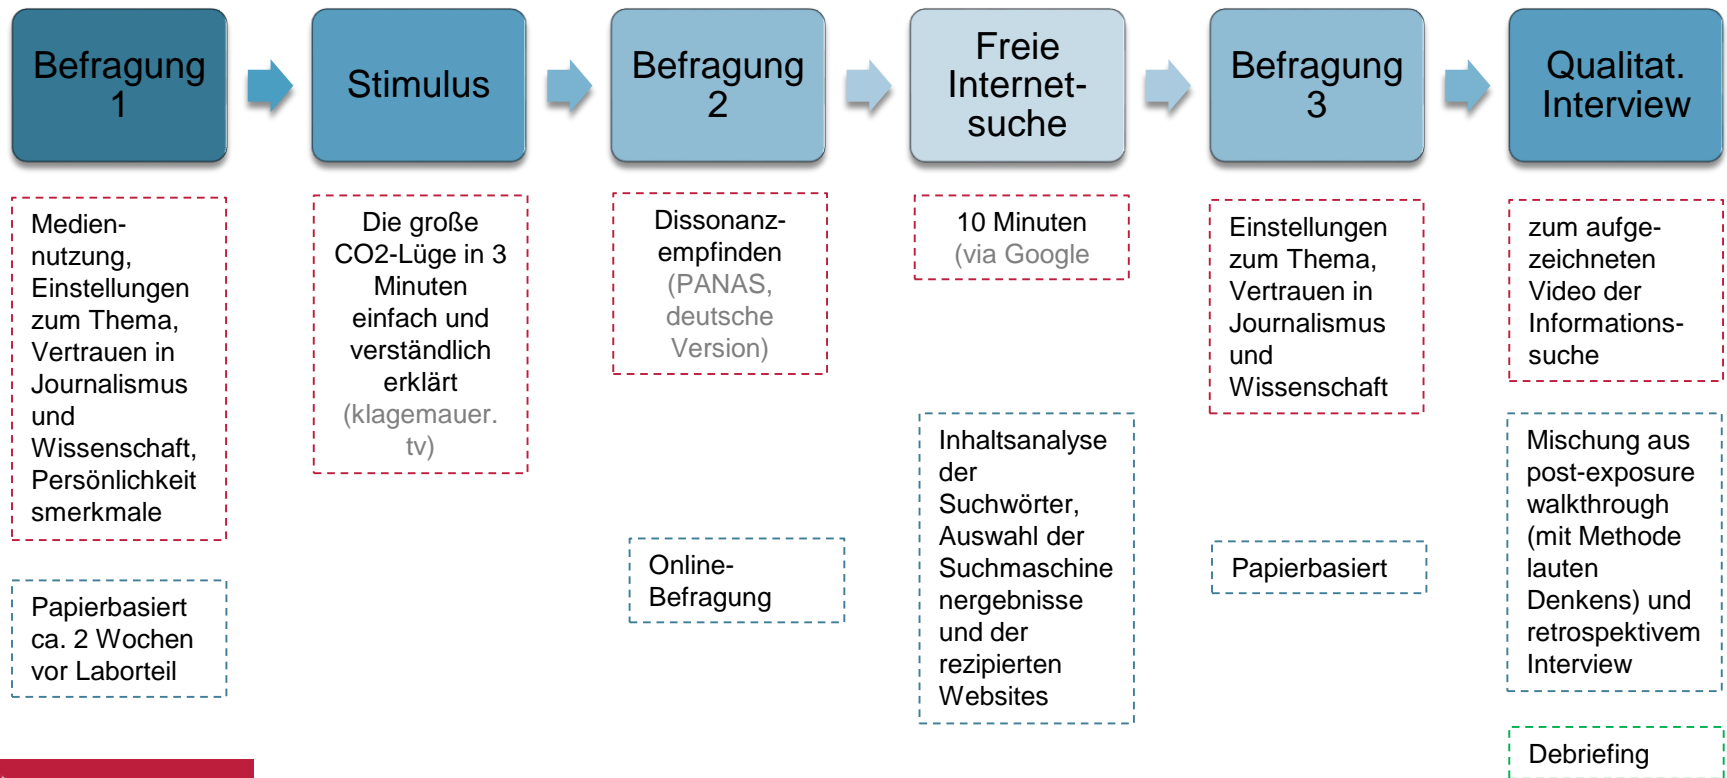 Befragung
1
Stimulus
Befragung
2
Freie
Internet-
suche
Befragung
3
Qualitat.
Interview
Medien-
nutzung,
Einstellungen
zum Thema,
Vertrauen in
Journalismus
und
Wissenschaft,
Persönlichkeit
smerkmale
Papierbasiert
ca. 2 Wochen
vor Laborteil
Die große
CO2-Lüge in 3
Minuten
einfach und
verständlich
erklärt
(klagemauer.
tv)
Dissonanz-
empfinden
(PANAS,
deutsche
Version)
Online-
Befragung
10 Minuten
(via Google
Inhaltsanalyse
der
Suchwörter,
Auswahl der
Suchmaschine
nergebnisse
und der
rezipierten
Websites
Einstellungen
zum Thema,
Vertrauen in
Journalismus
und
Wissenschaft
Papierbasiert
zum aufge-
zeichneten
Video der
Informations-
suche
Mischung aus
post-exposure
walkthrough
(mit Methode
lauten
Denkens) und
retrospektivem
Interview
Debriefing